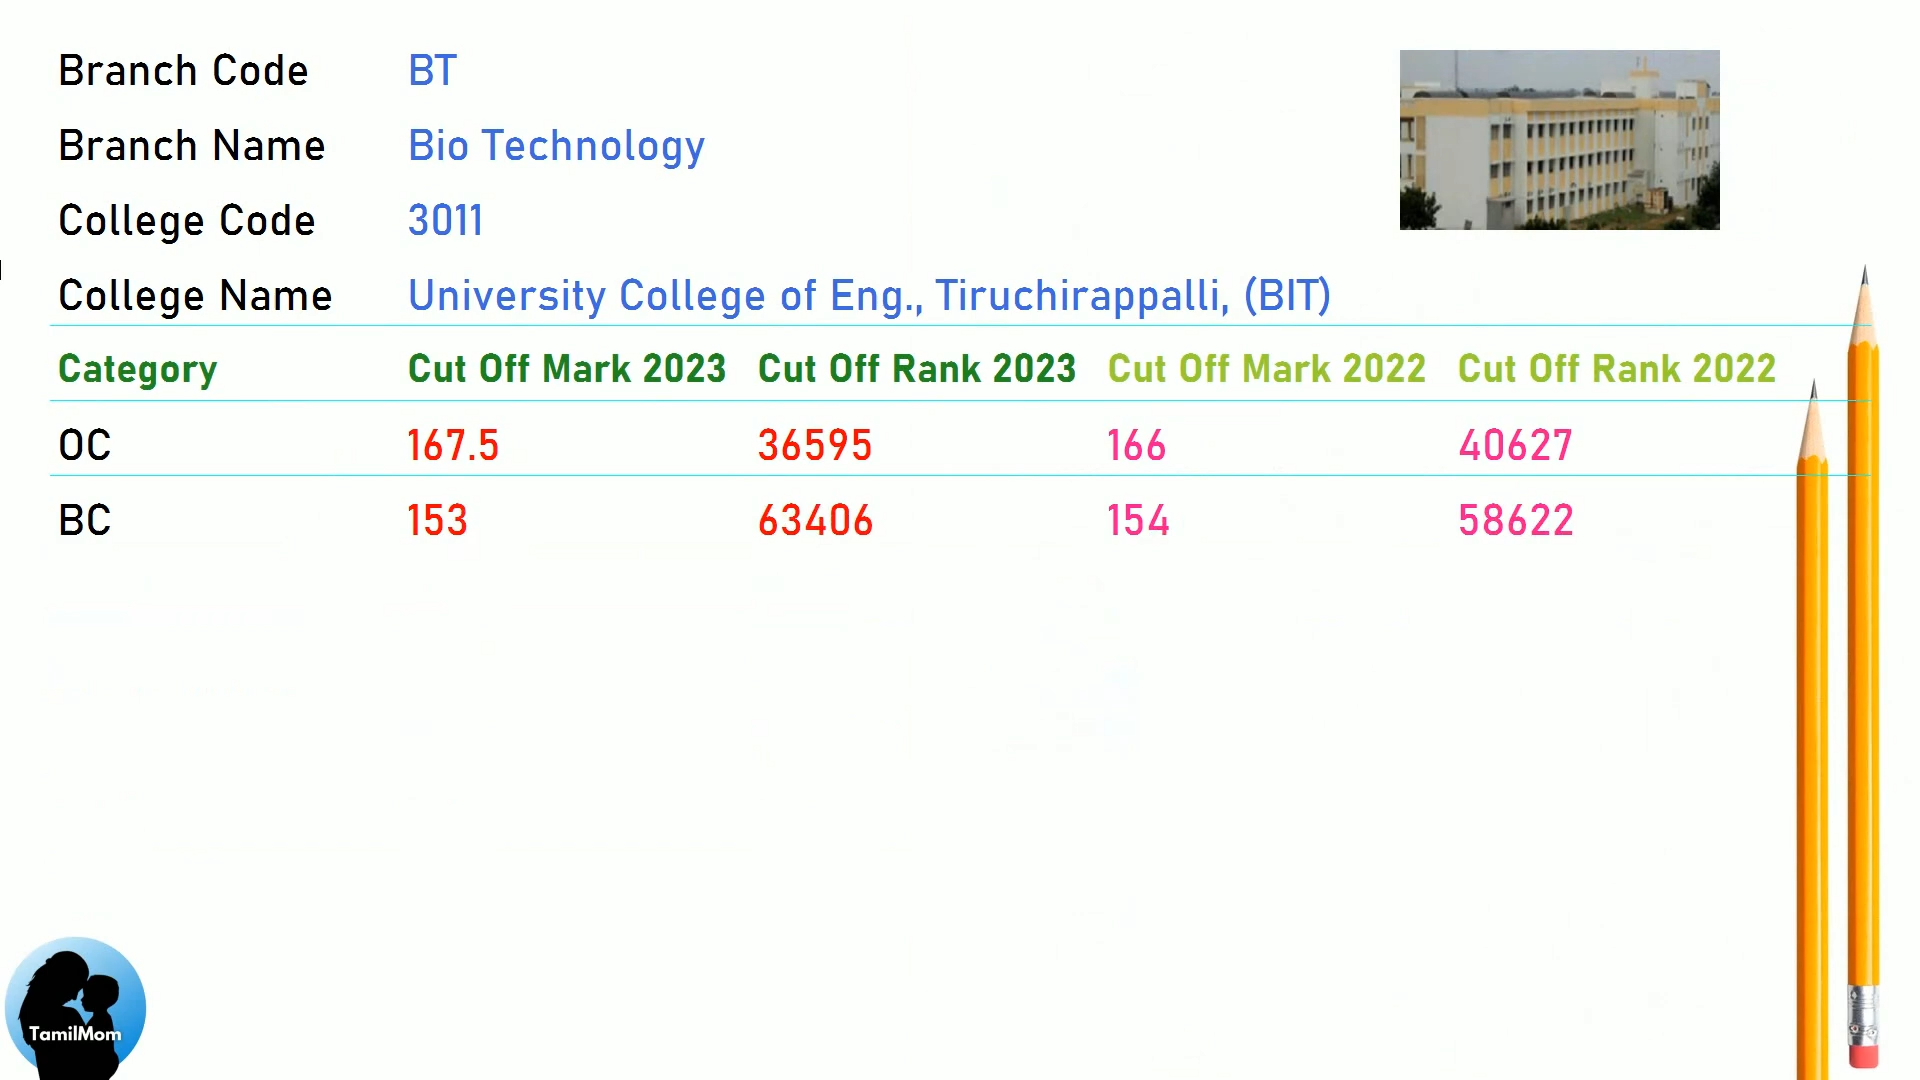 Branch Code BT
Branch Name Bio Technology
College Code 3011
College Name University College of Eng., Tiruchirappalli, (BIT)
Category Cut Off Mark 2023 Cut Off Rank 2023 Cut Off Mark 2022 Cut Off Rank 2022
OC 167.5 36595 166 40627
BC 153 63406 154 58622
TamilMom